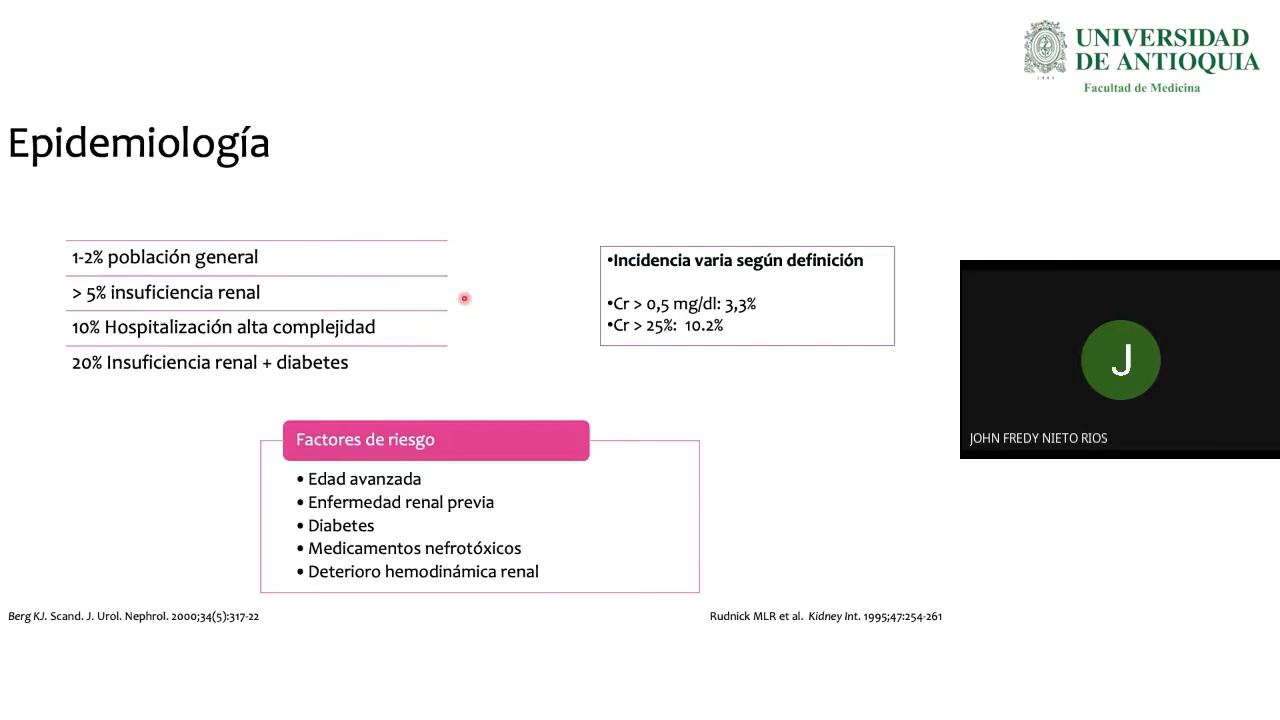 UNIVERSIDAD
DE ANTIOQUIA
Facultad de Medicina
Epidemiología
1-2% población general
> 5% insuficiencia renal
10% Hospitalización alta complejidad
20% Insuficiencia renal + diabetes
•Incidencia varia según definición
•Cr > 0,5 mg/dl: 3,3%
•Cr > 25%: 10.2%
J
JOHN FREDY NIETO RIOS
Factores de riesgo
• Edad avanzada
• Enfermedad renal previa
• Diabetes
• Medicamentos nefrotóxicos
• Deterioro hemodinámica renal
Berg KJ. Scand. J. Urol. Nephrol. 2000;34(5):317-22
Rudnick MLR et al. Kidney Int. 1995;47:254-261